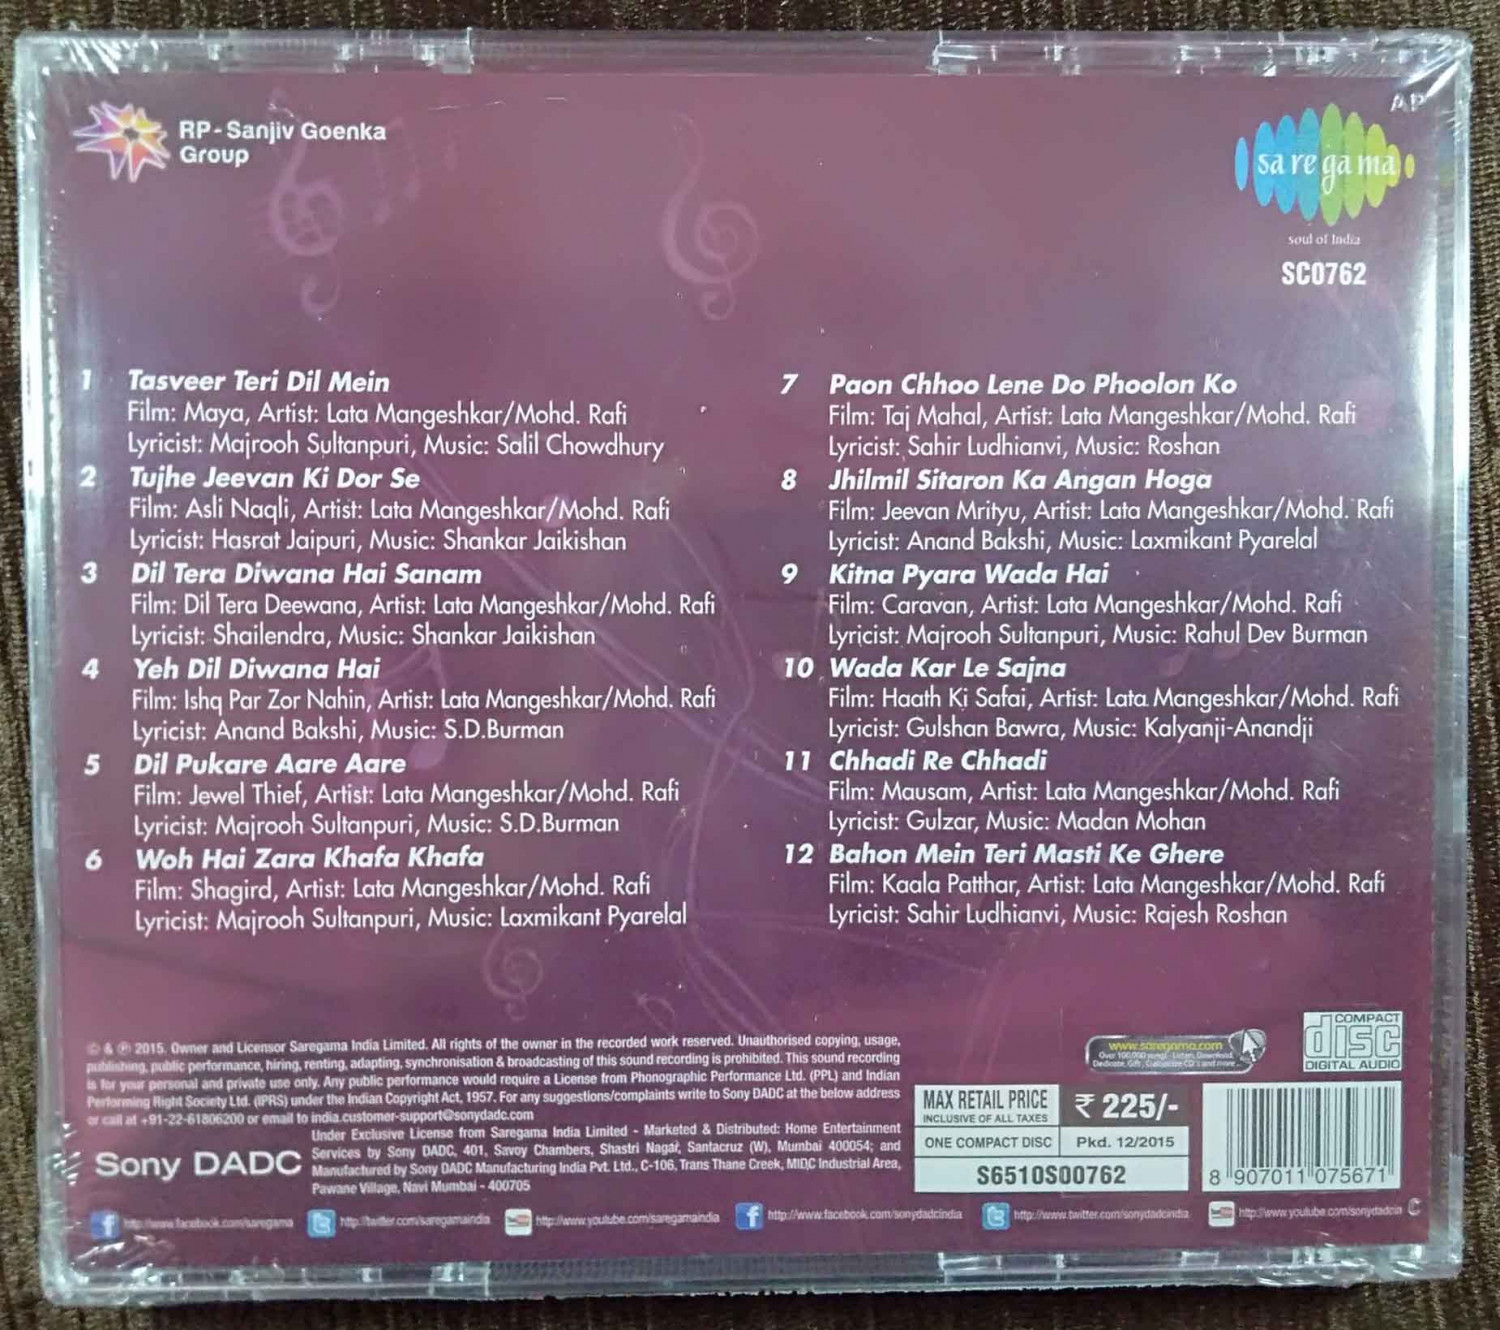 RP-Sanjiv Goenka
Group
AP
sa re ga ma
soul of India
SC0762
1 Tasveer Teri Dil Mein
Film: Maya, Artist: Lata Mangeshkar/Mohd. Rafi
Lyricist: Majrooh Sultanpuri, Music: Salil Chowdhury
2 Tujhe Jeevan Ki Dor Se
Film: Asli Naqli, Artist: Lata Mangeshkar/Mohd. Rafi
Lyricist: Hasrat Jaipuri, Music: Shankar Jaikishan
3 Dil Tera Diwana Hai Sanam
Film: Dil Tera Deewana, Artist: Lata Mangeshkar/Mohd. Rafi
Lyricist: Shailendra, Music: Shankar Jaikishan
4 Yeh Dil Diwana Hai
Film: Ishq Par Zor Nahin, Artist: Lata Mangeshkar/Mohd. Rafi
Lyricist: Anand Bakshi, Music: S.D.Burman
5 Dil Pukare Aare Aare
Film: Jewel Thief, Artist: Lata Mangeshkar/Mohd. Rafi
Lyricist: Majrooh Sultanpuri, Music: S.D.Burman
6 Woh Hai Zara Khafa Khafa
Film: Shagird, Artist: Lata Mangeshkar/Mohd. Rafi
Lyricist: Majrooh Sultanpuri, Music: Laxmikant Pyarelal
7 Paon Chhoo Lene Do Phoolon Ko
Film: Taj Mahal, Artist: Lata Mangeshkar/Mohd. Rafi
Lyricist: Sahir Ludhianvi, Music: Roshan
8 Jhilmil Sitaron Ka Angan Hoga
Film: Jeevan Mrityu, Artist: Lata Mangeshkar/Mohd. Rafi
Lyricist: Anand Bakshi, Music: Laxmikant Pyarelal
9 Kitna Pyara Wada Hai
Film: Caravan, Artist: Lata Mangeshkar/Mohd. Rafi
Lyricist: Majrooh Sultanpuri, Music: Rahul Dev Burman
10 Wada Kar Le Sajna
Film: Haath Ki Safai, Artist: Lata Mangeshkar/Mohd. Rafi
Lyricist: Gulshan Bawra, Music: Kalyanji-Anandji
11 Chhadi Re Chhadi
Film: Mausam, Artist: Lata Mangeshkar/Mohd. Rafi
Lyricist: Gulzar, Music: Madan Mohan
12 Bahon Mein Teri Masti Ke Ghere
Film: Kaala Patthar, Artist: Lata Mangeshkar/Mohd. Rafi
Lyricist: Sahir Ludhianvi, Music: Rajesh Roshan
© & ℗ 2015. Owner and Licensor Saregama India Limited. All rights of the owner in the recorded work reserved. Unauthorised copying, usage,
publishing, public performance, hiring, renting, adapting, synchronisation & broadcasting of this sound recording is prohibited. This sound recording
is for your personal and private use only. Any public performance would require a License from Phonographic Performance Ltd. (PPL) and Indian
Performing Right Society Ltd. (IPRS) under the Indian Copyright Act, 1957. For any suggestions/complaints write to Sony DADC at the below address
or call at +91-22-61806200 or email to india.customer-support@sonydadc.com
Sony DADC
Under Exclusive License from Saregama India Limited - Marketed & Distributed: Home Entertainment
Services by Sony DADC, 401, Savoy Chambers, Shastri Nagar, Santacruz (W), Mumbai 400054; and
Manufactured by Sony DADC Manufacturing India Pvt. Ltd., C-106, Trans Thane Creek, MIDC Industrial Area,
Pawane Village, Navi Mumbai - 400705
www.saregama.com
COMPACT
disc
DIGITAL AUDIO
MAX RETAIL PRICE
INCLUSIVE OF ALL TAXES
₹ 225/-
ONE COMPACT DISC
Pkd. 12/2015
S6510S00762
8 907011 075671
http://www.facebook.com/saregama
http://twitter.com/saregamaindia
http://www.youtube.com/saregamaindia
http://www.facebook.com/sonydadcindia
http://www.twitter.com/sonydadcindia
http://www.youtube.com/sonydadcin
C